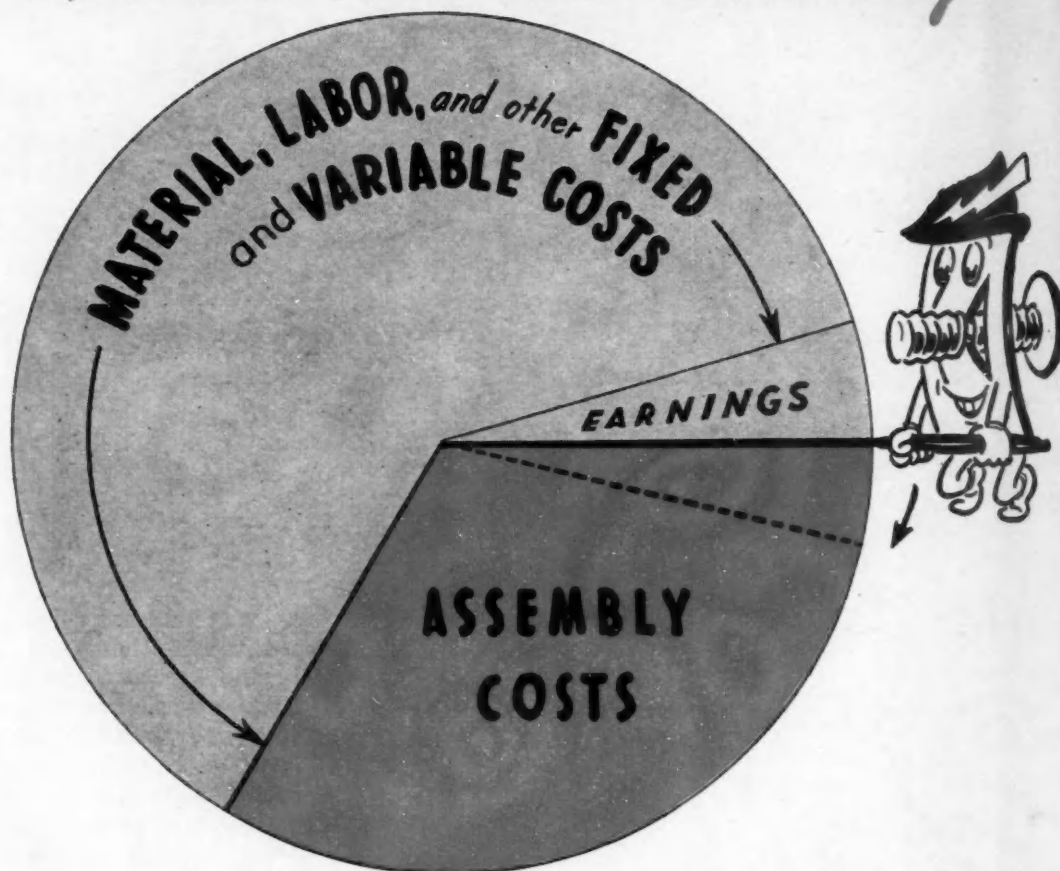 MATERIAL, LABOR, and other FIXED
and VARIABLE COSTS
EARNINGS
ASSEMBLY
COSTS